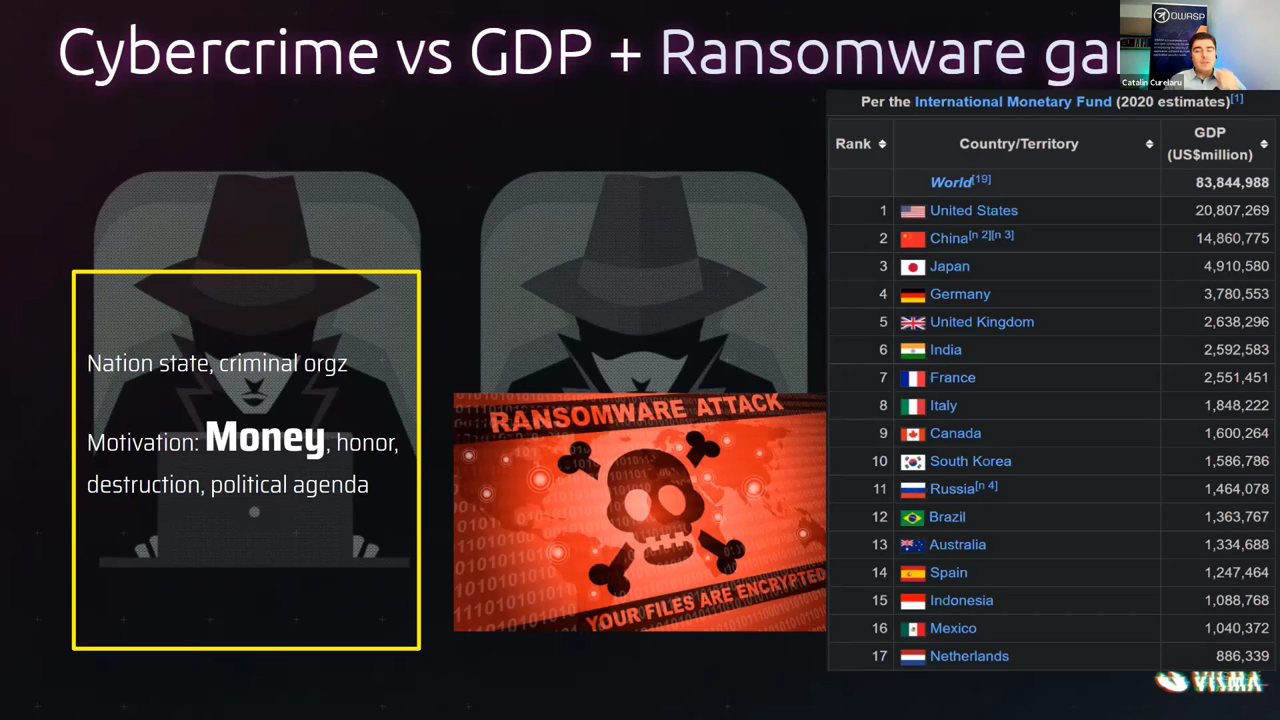 Cybercrime vs GDP + Ransomware ga
OWASP
Catalin Curelaru
Nation state, criminal orgz
Motivation: Money, honor,
destruction, political agenda
RANSOMWARE ATTACK
YOUR FILES ARE ENCRYPTED
Per the International Monetary Fund (2020 estimates)[1]
Rank Country/Territory GDP (US$million)
World[19] 83,844,988
1 United States 20,807,269
2 China[n 2][n 3] 14,860,775
3 Japan 4,910,580
4 Germany 3,780,553
5 United Kingdom 2,638,296
6 India 2,592,583
7 France 2,551,451
8 Italy 1,848,222
9 Canada 1,600,264
10 South Korea 1,586,786
11 Russia[n 4] 1,464,078
12 Brazil 1,363,767
13 Australia 1,334,688
14 Spain 1,247,464
15 Indonesia 1,088,768
16 Mexico 1,040,372
17 Netherlands 886,339
VISMA